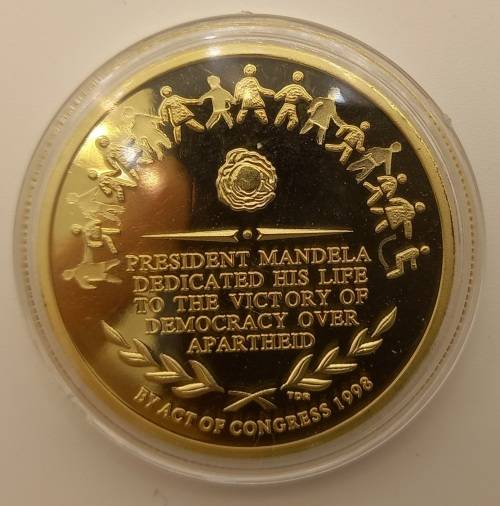 PRESIDENT MANDELA
DEDICATED HIS LIFE
TO THE VICTORY OF
DEMOCRACY OVER
APARTHEID
TDR
BY ACT OF CONGRESS 1998